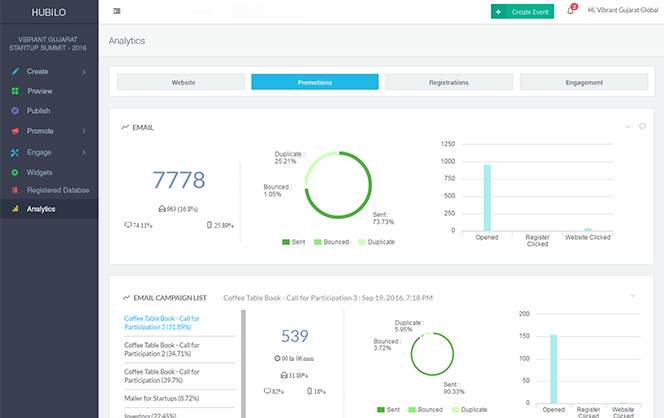 HUBILO
Create Event
2
Hi, Vibrant Gujarat Global
VIBRANT GUJARAT
STARTUP SUMMIT - 2016
Create
Preview
Publish
Promote
Engage
Widgets
Registered Databse
Analytics
Analytics
Website
Promotions
Registrations
Engagement
EMAIL
7778
963 (16.8%)
74.11%
25.89%
Duplicate :
25.21%
Bounced :
1.05%
Sent :
73.73%
Sent
Bounced
Duplicate
1250
1000
750
500
250
0
Opened
Register
Clicked
Website Clicked
EMAIL CAMPAIGN LIST
Coffee Table Book - Call for Participation 3 : Sep 19, 2016, 7:18 PM
Coffee Table Book - Call for
Participation 3 (31.89%)
Coffee Table Book - Call for
Participation 2 (34.71%)
Coffee Table Book - Call for
Participation (39.7%)
Mailer for Startups (8.72%)
Investors (22.45%)
539
00 hr 06 min
31.89%
82%
18%
Duplicate :
5.95%
Bounced :
3.72%
Sent :
90.33%
Sent
Bounced
Duplicate
200
150
100
50
0
Opened
Register
Clicked
Website Clicked